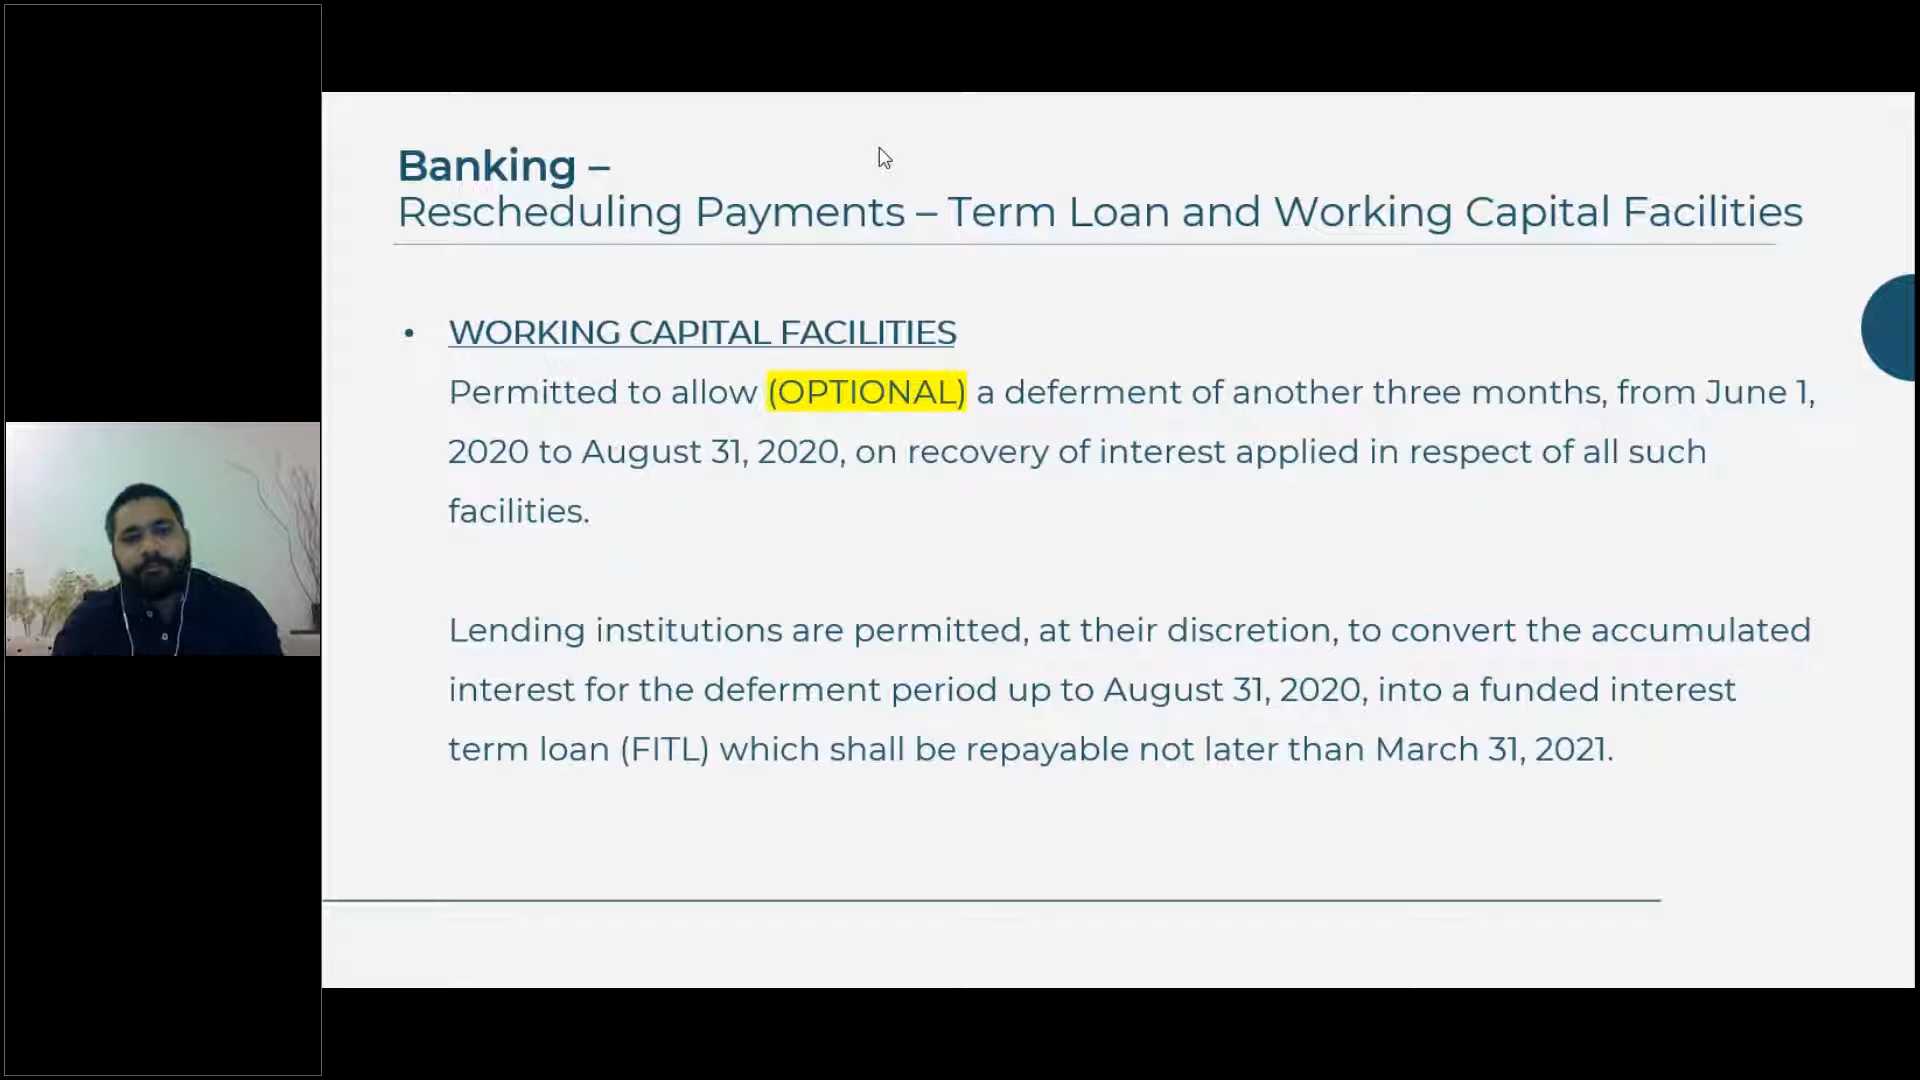 Banking –
Rescheduling Payments – Term Loan and Working Capital Facilities
• WORKING CAPITAL FACILITIES
Permitted to allow (OPTIONAL) a deferment of another three months, from June 1,
2020 to August 31, 2020, on recovery of interest applied in respect of all such
facilities.
Lending institutions are permitted, at their discretion, to convert the accumulated
interest for the deferment period up to August 31, 2020, into a funded interest
term loan (FITL) which shall be repayable not later than March 31, 2021.